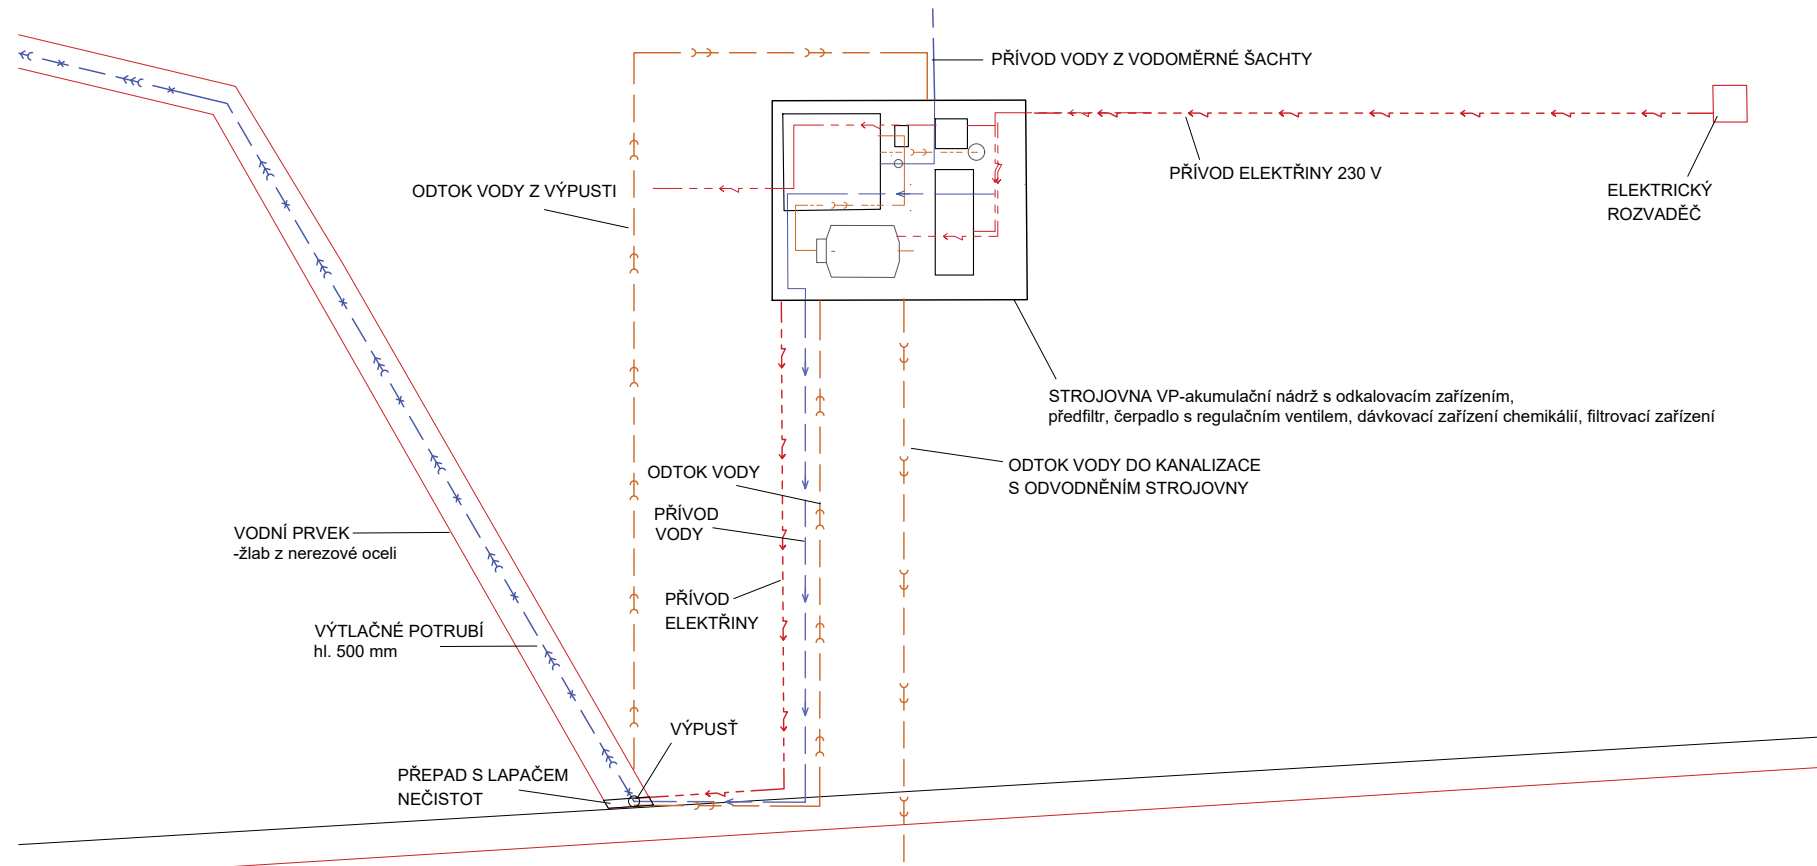 PŘÍVOD VODY Z VODOMĚRNÉ ŠACHTY
PŘÍVOD ELEKTŘINY 230 V
ELEKTRICKÝ
ROZVADĚČ
ODTOK VODY Z VÝPUSTI
STROJOVNA VP-akumulační nádrž s odkalovacím zařízením,
předfiltr, čerpadlo s regulačním ventilem, dávkovací zařízení chemikálií, filtrovací zařízení
ODTOK VODY
ODTOK VODY DO KANALIZACE
S ODVODNĚNÍM STROJOVNY
PŘÍVOD
VODY
VODNÍ PRVEK
-žlab z nerezové oceli
PŘÍVOD
ELEKTŘINY
VÝTLAČNÉ POTRUBÍ
hl. 500 mm
VÝPUSŤ
PŘEPAD S LAPAČEM
NEČISTOT